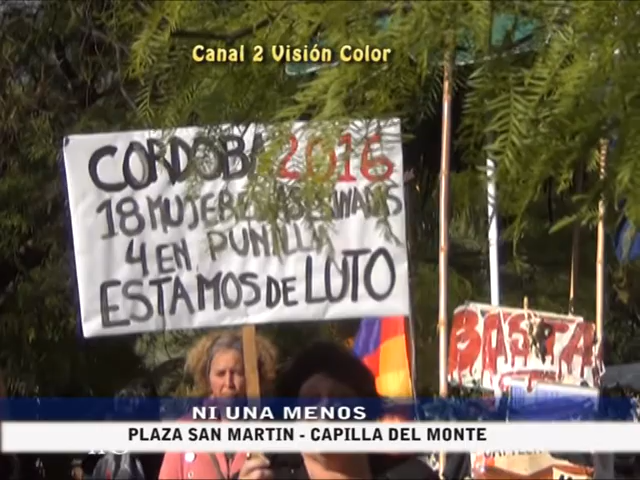 Canal 2 Visión Color
CORDOBA 2016
18 MUJERES ASESINADAS
4 EN PUNILLA
ESTAMOS DE LUTO
BASTA
NI UNA MENOS
PLAZA SAN MARTIN - CAPILLA DEL MONTE